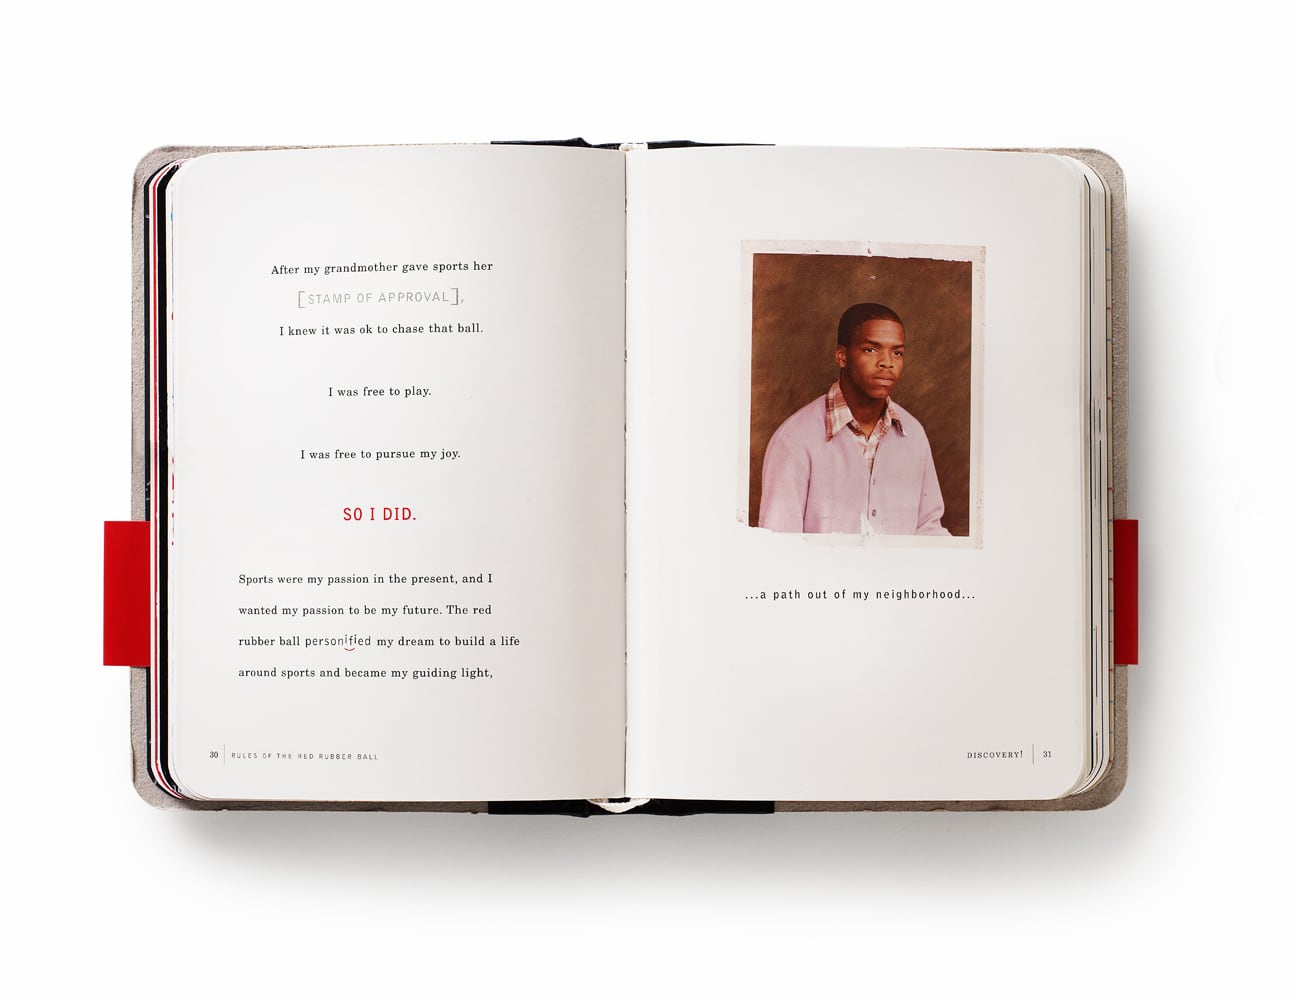 After my grandmother gave sports her
[STAMP OF APPROVAL],
I knew it was ok to chase that ball.
I was free to play.
I was free to pursue my joy.
SO I DID.
Sports were my passion in the present, and I
wanted my passion to be my future. The red
rubber ball personified my dream to build a life
around sports and became my guiding light,
30 | RULES OF THE RED RUBBER BALL
...a path out of my neighborhood...
DISCOVERY! | 31